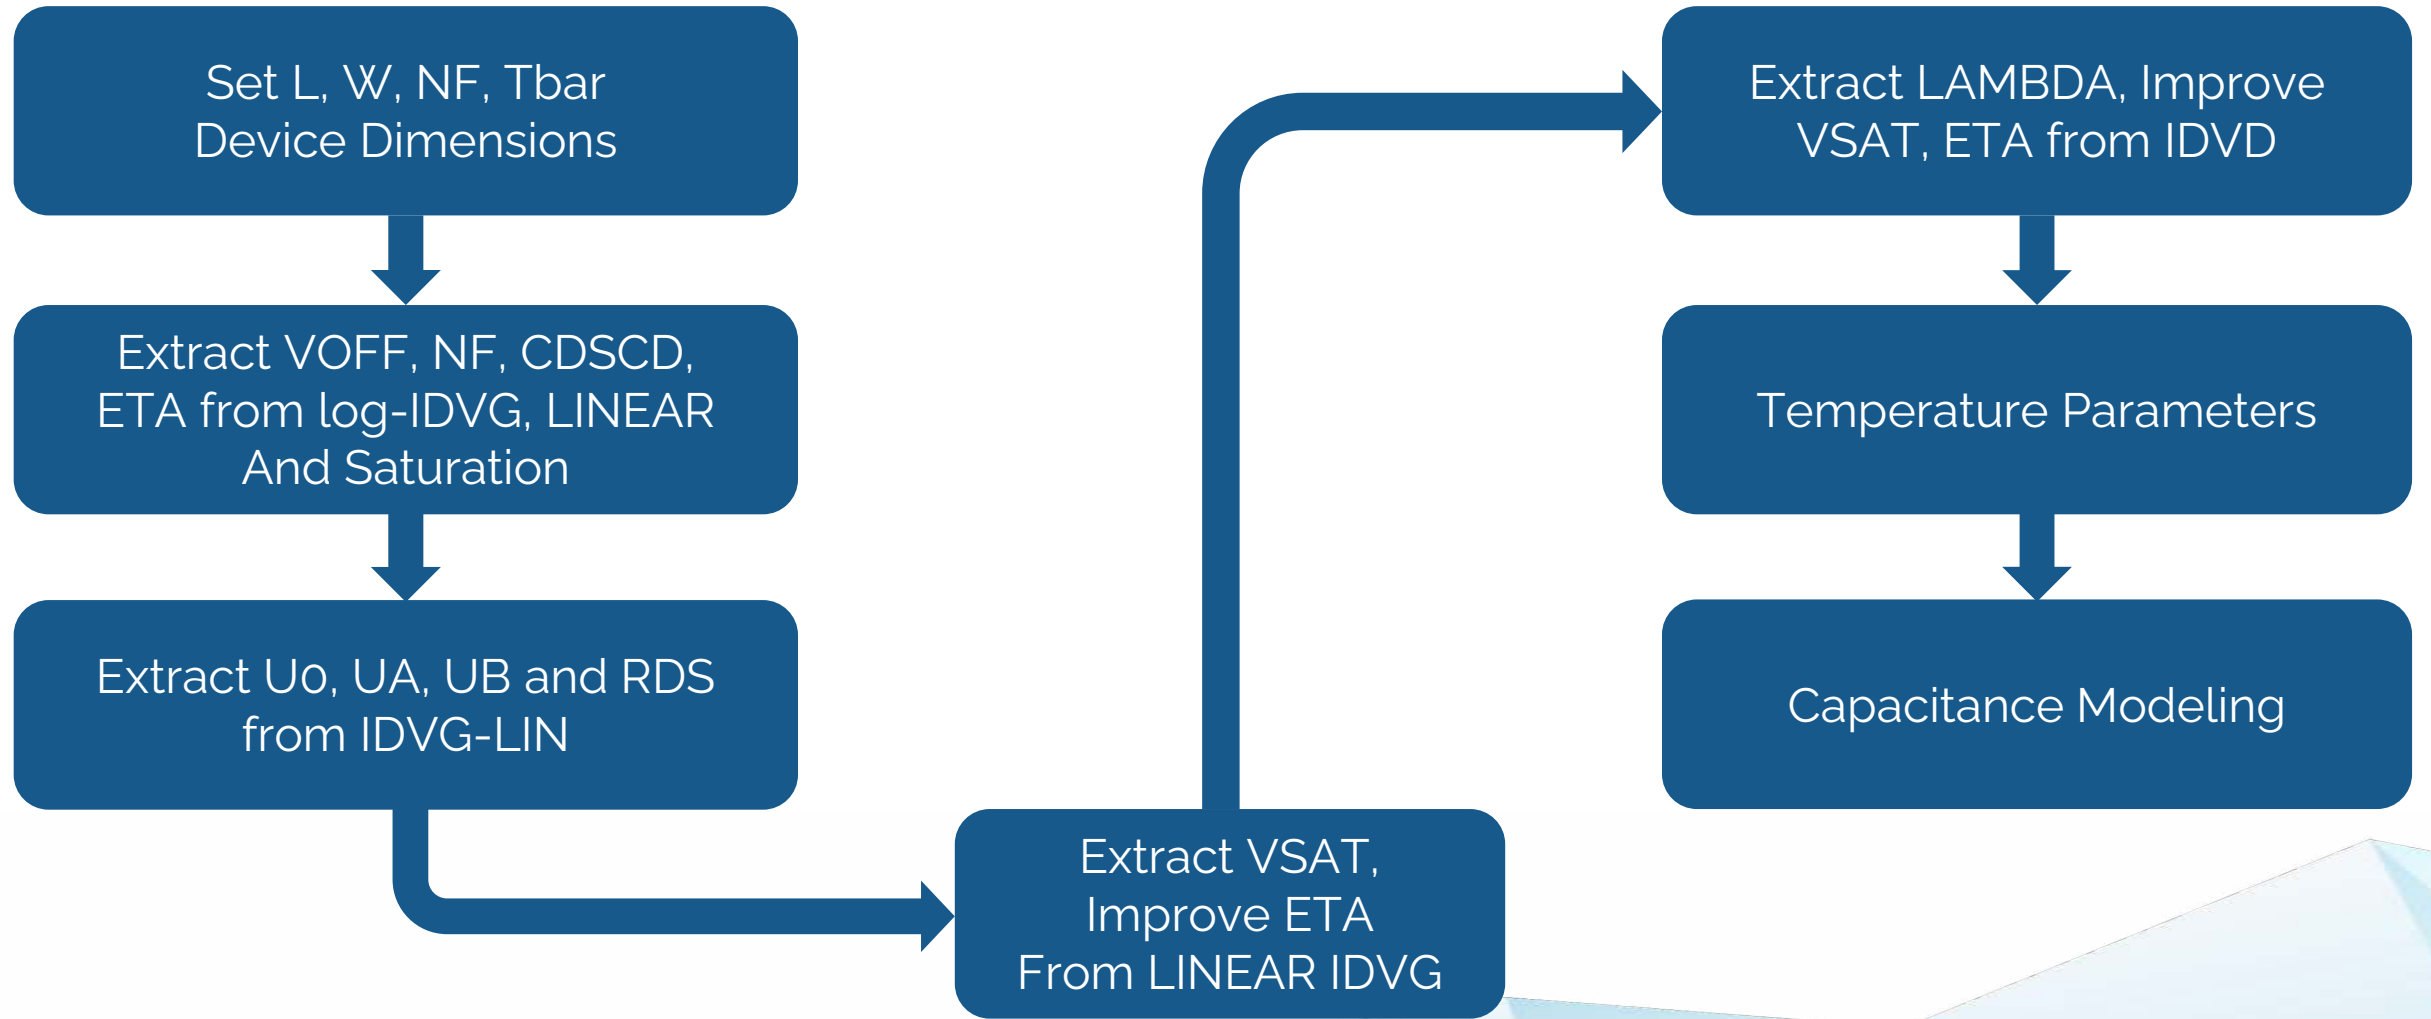 Set L, W, NF, Tbar
Device Dimensions
Extract VOFF, NF, CDSCD,
ETA from log-IDVG, LINEAR
And Saturation
Extract U0, UA, UB and RDS
from IDVG-LIN
Extract VSAT,
Improve ETA
From LINEAR IDVG
Extract LAMBDA, Improve
VSAT, ETA from IDVD
Temperature Parameters
Capacitance Modeling